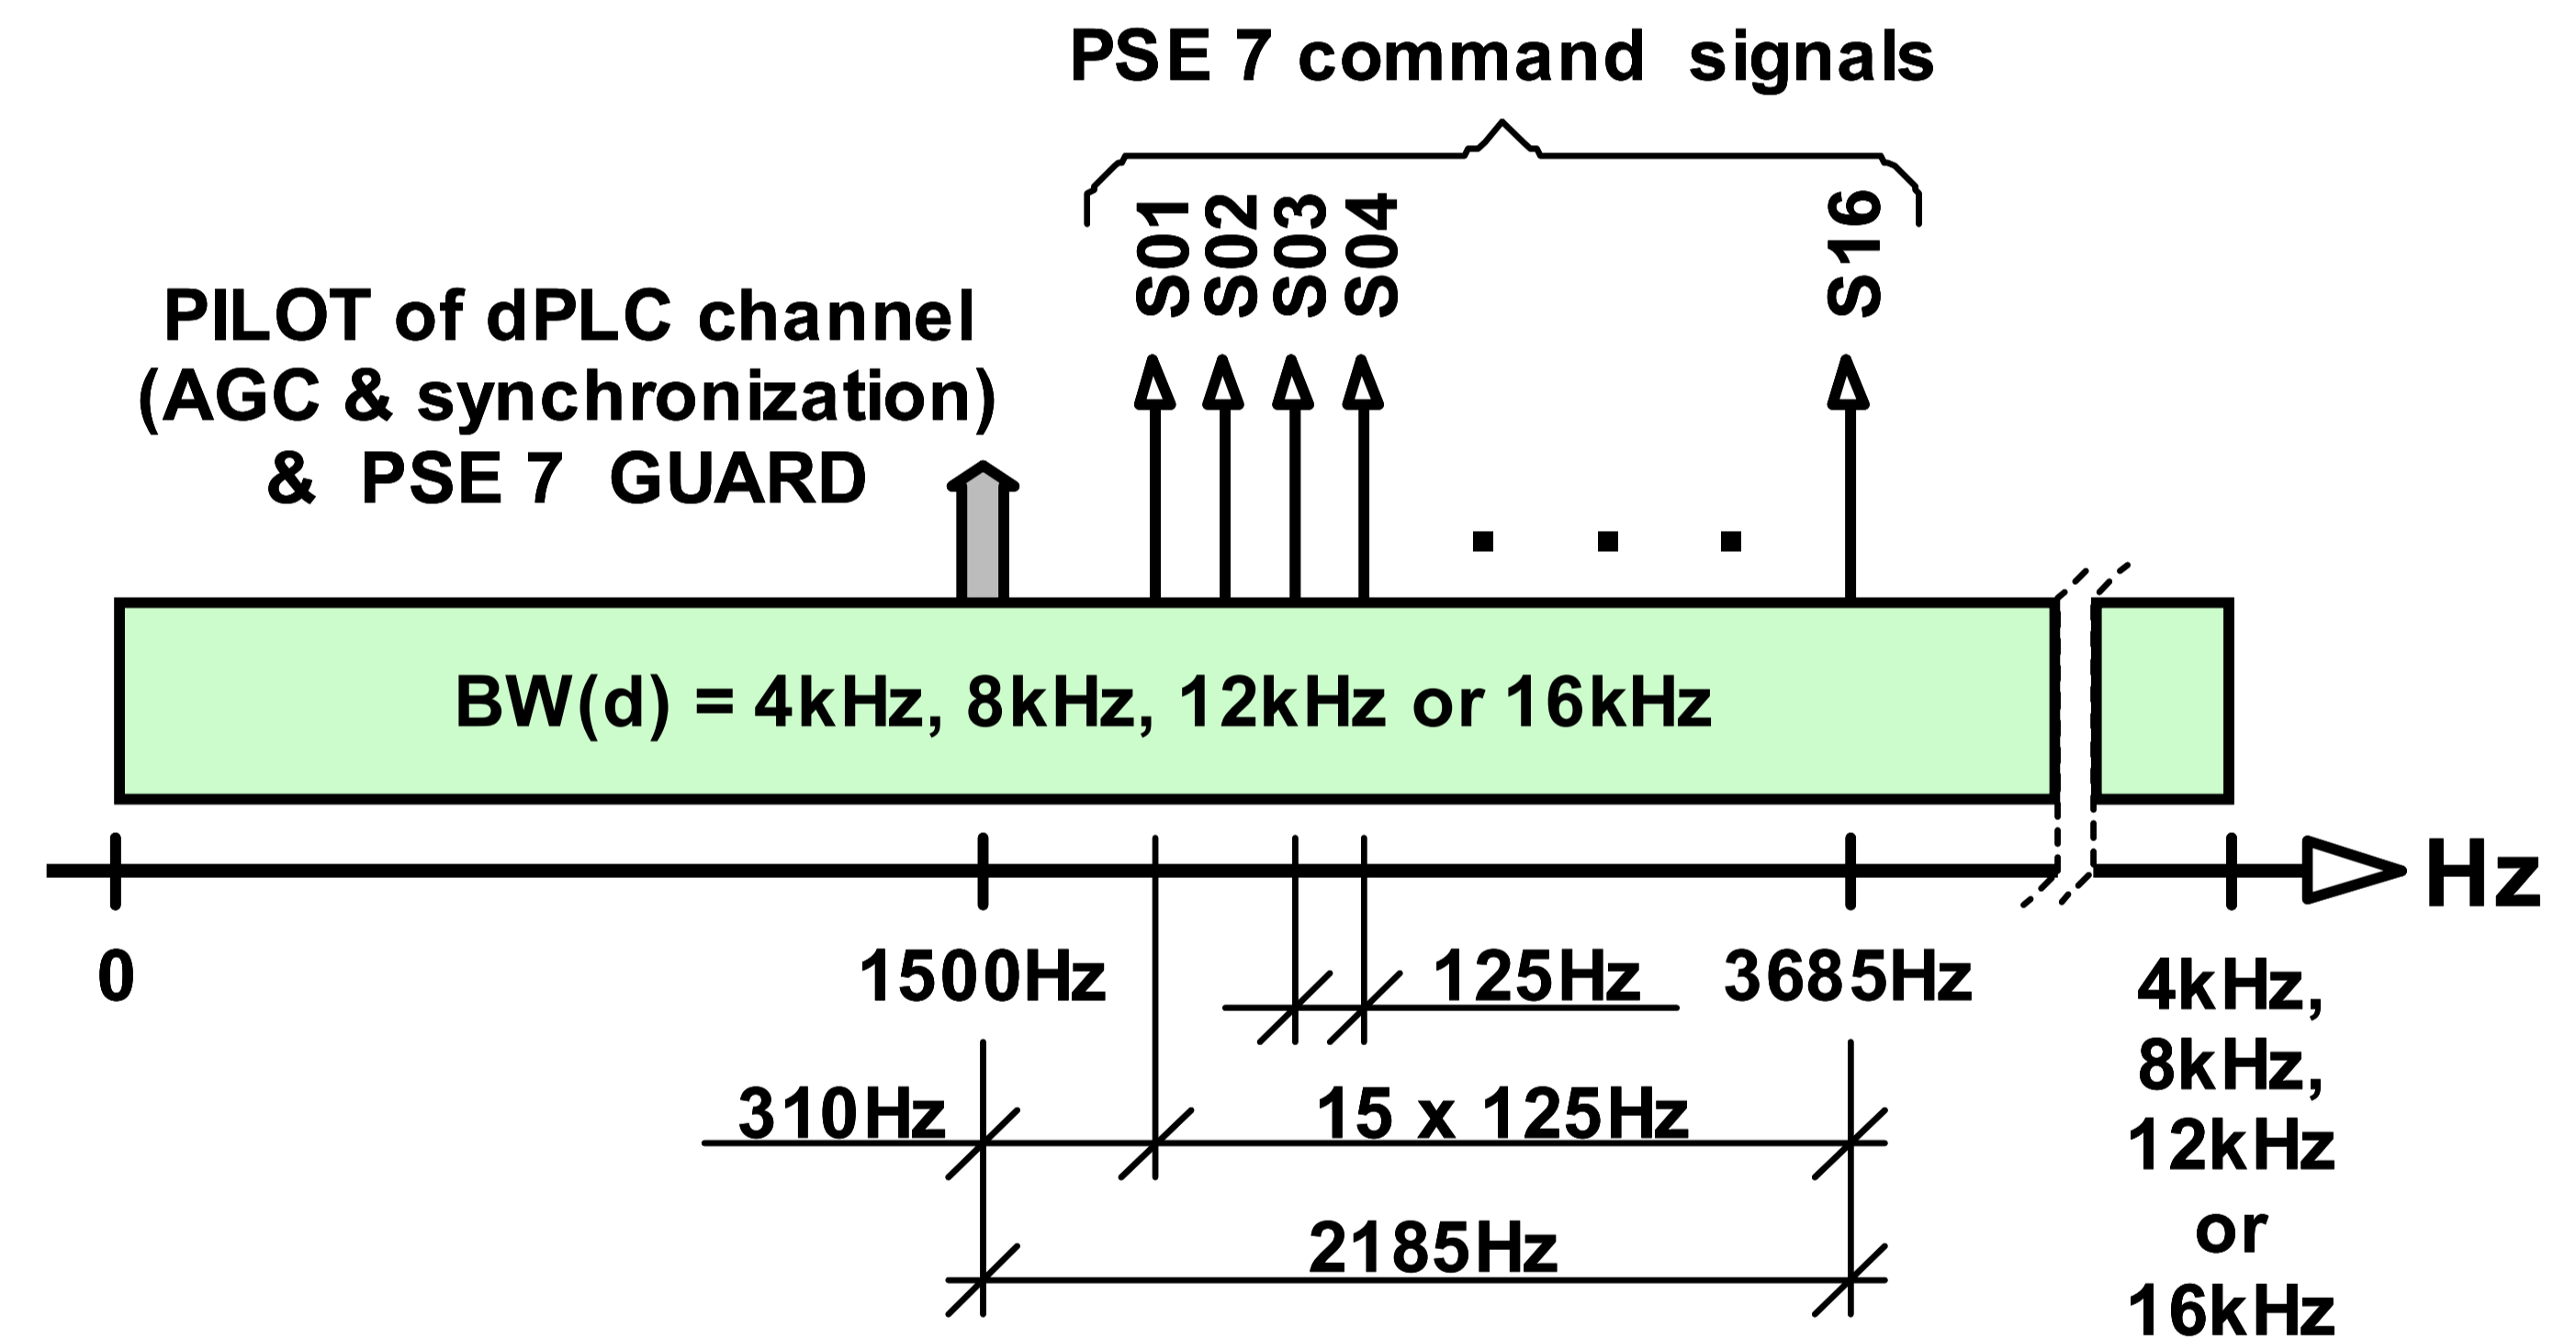 PSE 7 command signals
S01
S02
S03
S04
S16
PILOT of dPLC channel
(AGC & synchronization)
& PSE 7 GUARD
BW(d) = 4kHz, 8kHz, 12kHz or 16kHz
Hz
0
1500Hz
125Hz
3685Hz
4kHz,
8kHz,
12kHz
or
16kHz
310Hz
15 x 125Hz
2185Hz